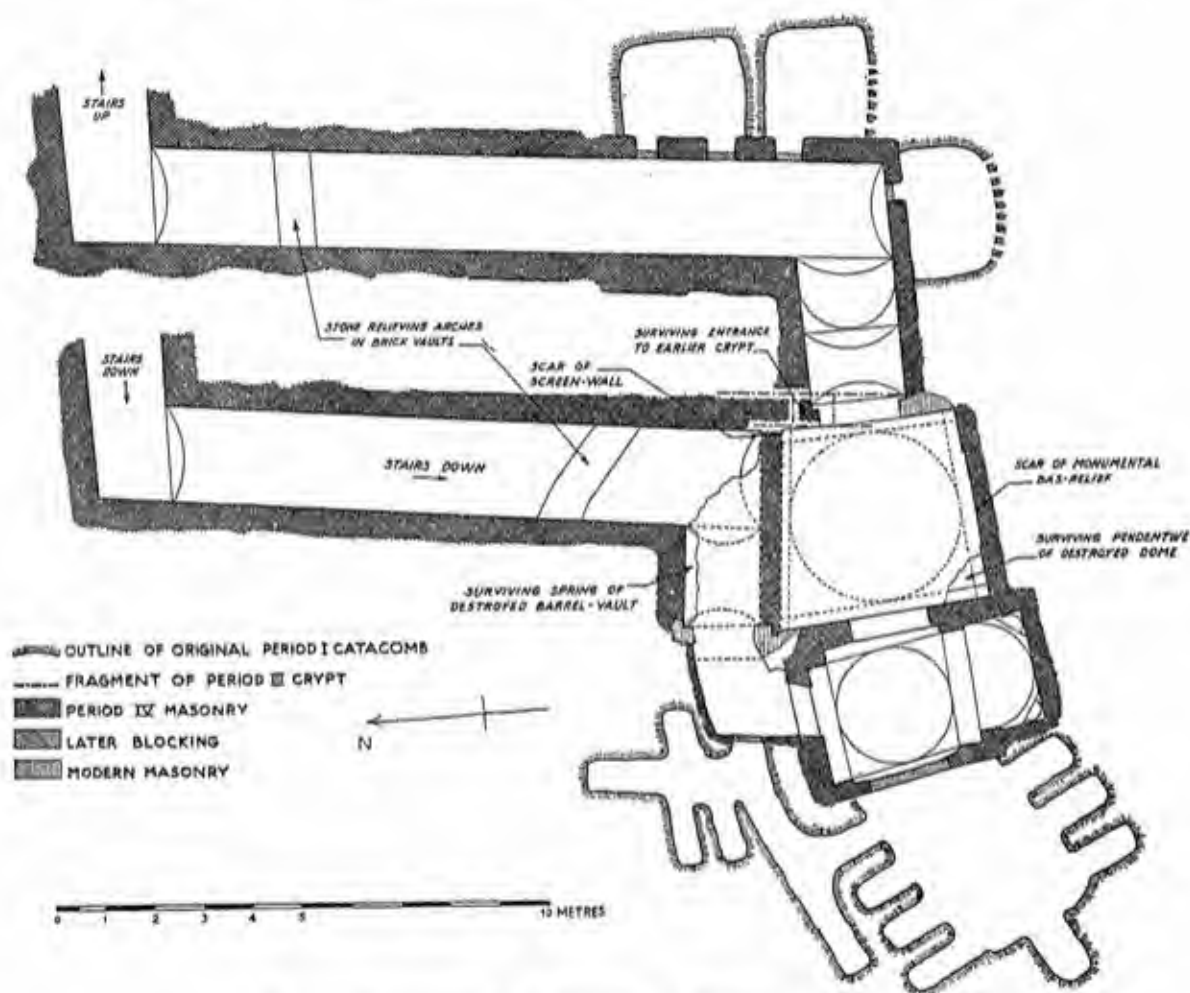 STAIRS
UP
STONE RELIEVING ARCHES
IN BRICK VAULTS
SURVIVING ENTRANCE
TO EARLIER CRYPT
SCAR OF
SCREEN-WALL
STAIRS
DOWN
STAIRS DOWN
SCAR OF MONUMENTAL
BAS-RELIEF
SURVIVING PENDENTIVE
OF DESTROYED DOME
SURVIVING SPRING OF
DESTROYED BARREL-VAULT
OUTLINE OF ORIGINAL PERIOD I CATACOMB
FRAGMENT OF PERIOD III CRYPT
PERIOD IV MASONRY
LATER BLOCKING
MODERN MASONRY
N
0 1 2 3 4 5 10 METRES